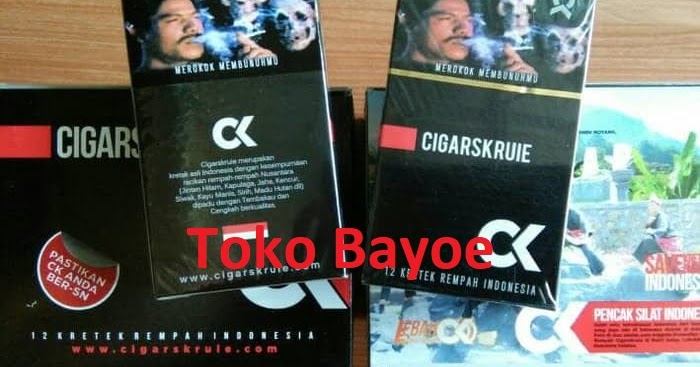 MEROKOK MEMBUNUHMU
MEROKOK MEMBUNUHMU
CIGARS
CK
Cigarskruie merupakan
kretek asli Indonesia dengan kesempurnaan
racikan rempah-rempah Nusantara
(Jinten Hitam, Kapulaga, Jahe, Kencur,
Siwak, Kayu Manis, Sirih, Madu Hutan dll)
dipadu dengan Tembakau dan
Cengkeh berkualitas.
www.cigarskruie.com
CIGARSKRUIE
CK
12 KRETEK REMPAH INDONESIA
Toko Bayoe
PASTIKAN
CK ANDA
BER-SN
CK
12 KRETEK REMPAH INDONESIA
www.cigarskruie.com
INDONES
CK
PENCAK SILAT INDONE